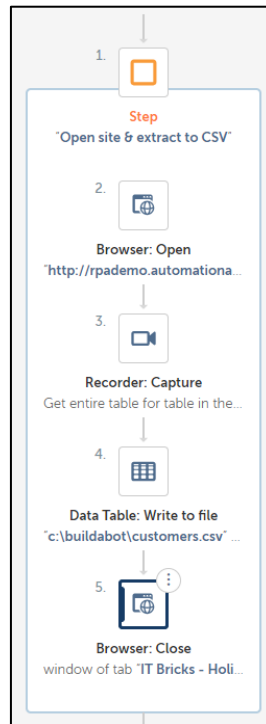 1.
Step
"Open site & extract to CSV"
2.
Browser: Open
"http://rpademo.automationa...
3.
Recorder: Capture
Get entire table for table in the...
4.
Data Table: Write to file
"c:\buildabot\customers.csv" ...
5.
Browser: Close
window of tab "IT Bricks - Holi...